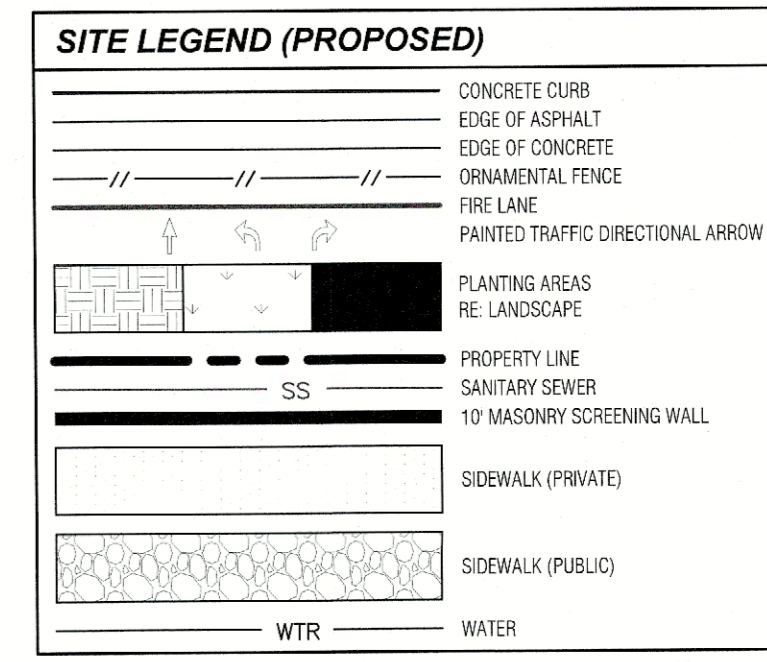 SITE LEGEND (PROPOSED)
CONCRETE CURB
EDGE OF ASPHALT
EDGE OF CONCRETE
ORNAMENTAL FENCE
FIRE LANE
PAINTED TRAFFIC DIRECTIONAL ARROW
PLANTING AREAS
RE: LANDSCAPE
PROPERTY LINE
SS SANITARY SEWER
10' MASONRY SCREENING WALL
SIDEWALK (PRIVATE)
SIDEWALK (PUBLIC)
WTR WATER